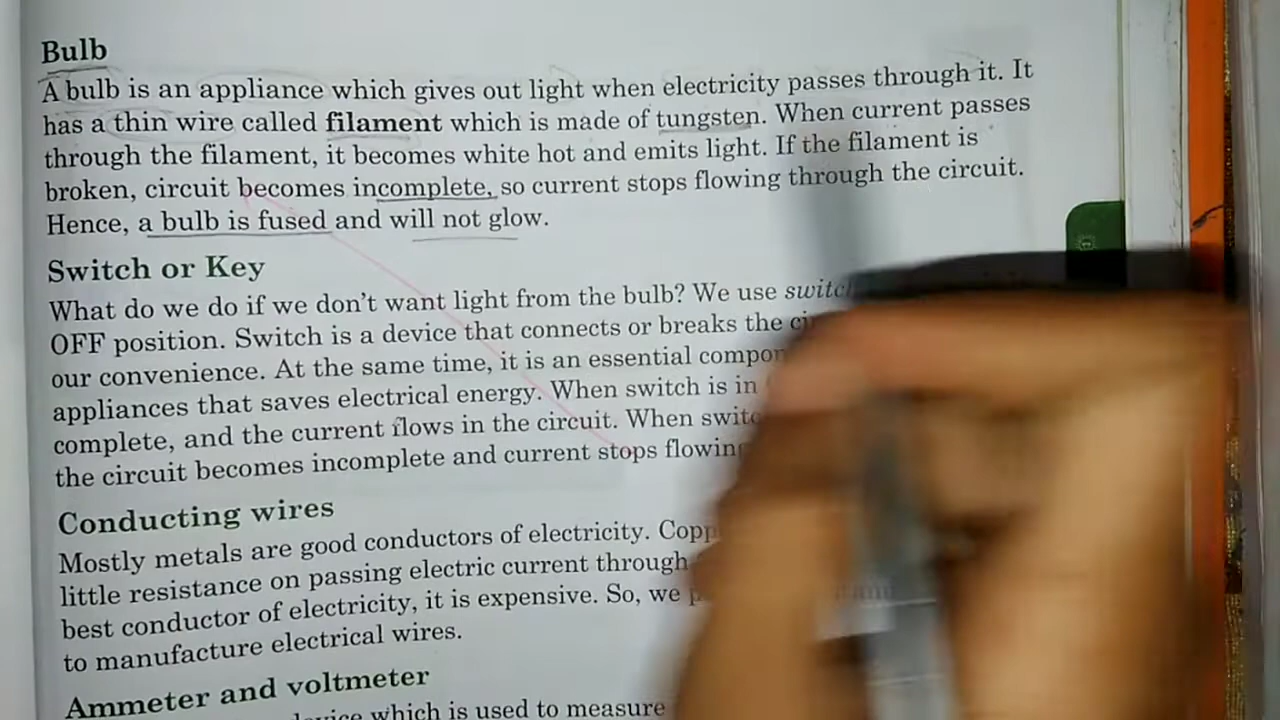 Bulb
A bulb is an appliance which gives out light when electricity passes through it. It
has a thin wire called filament which is made of tungsten. When current passes
through the filament, it becomes white hot and emits light. If the filament is
broken, circuit becomes incomplete, so current stops flowing through the circuit.
Hence, a bulb is fused and will not glow.
Switch or Key
What do we do if we don't want light from the bulb? We use
OFF position. Switch is a device that connects or breaks the
our convenience. At the same time, it is an essential
appliances that saves electrical energy. When switch is in
complete, and the current flows in the circuit. When
the circuit becomes incomplete and current stops flowing
Conducting wires
Mostly metals are good conductors of electricity.
little resistance on passing electric current through
best conductor of electricity, it is expensive. So, we
to manufacture electrical wires.
Ammeter and voltmeter
which is used to measure